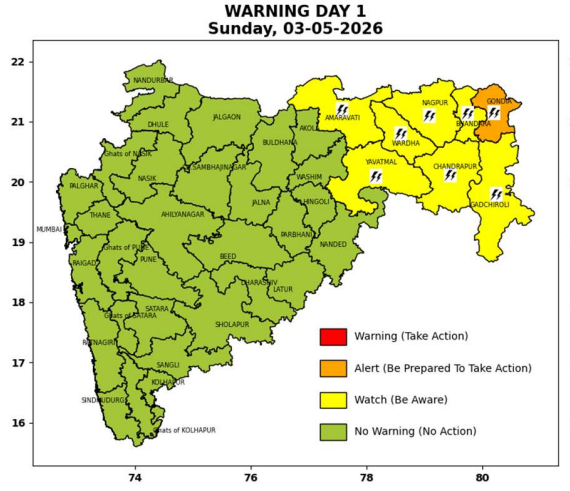 WARNING DAY 1
Sunday, 03-05-2026
22
21
20
19
18
17
16
74
76
78
80
NANDURBAR
DHULE
JALGAON
AKOLA
AMARAVATI
NAGPUR
GONDIA
BHANDARA
BULDHANA
WARDHA
Ghats of NASIK
NASIK
SAMBHAJINAGAR
WASHIM
YAVATMAL
CHANDRAPUR
PALGHAR
JALNA
HINGOLI
GADCHIROLI
THANE
AHILYANAGAR
MUMBAI
PARBHANI
NANDED
Ghats of PUNE
PUNE
BEED
RAIGAD
DHARASHIV
LATUR
SATARA
Ghats of SATARA
SHOLAPUR
RATNAGIRI
SANGLI
KOLHAPUR
SINDHUDURG
Ghats of KOLHAPUR
Warning (Take Action)
Alert (Be Prepared To Take Action)
Watch (Be Aware)
No Warning (No Action)